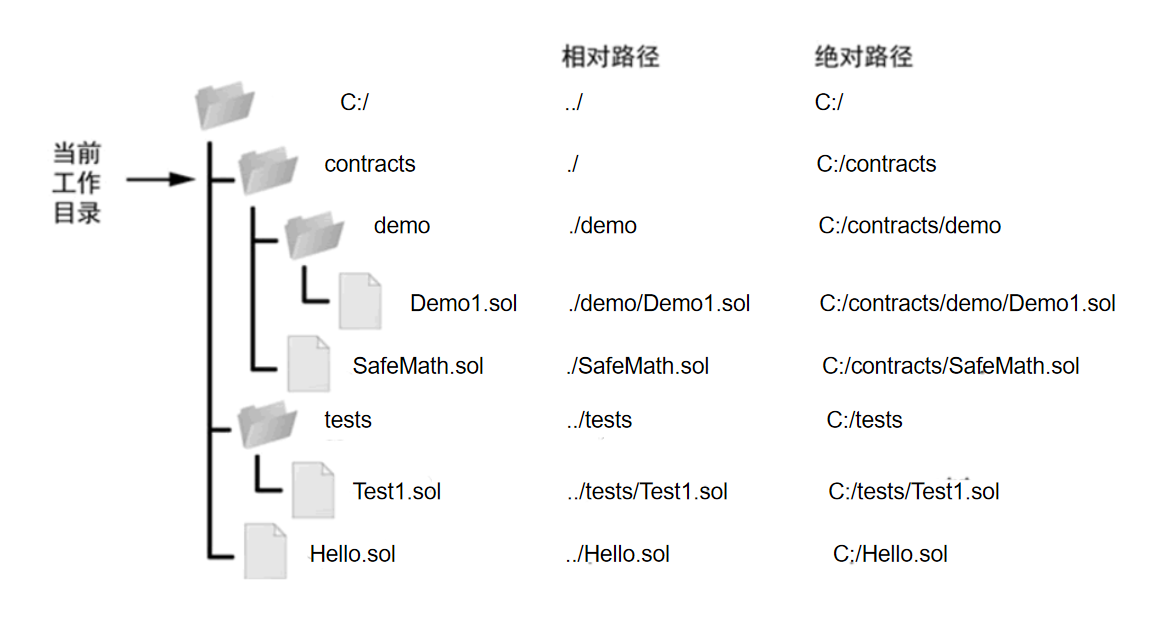 相对路径 绝对路径
C:/ ../ C:/
当前
工作
目录
contracts ./ C:/contracts
demo ./demo C:/contracts/demo
Demo1.sol ./demo/Demo1.sol C:/contracts/demo/Demo1.sol
SafeMath.sol ./SafeMath.sol C:/contracts/SafeMath.sol
tests ../tests C:/tests
Test1.sol ../tests/Test1.sol C:/tests/Test1.sol
Hello.sol ../Hello.sol C:/Hello.sol